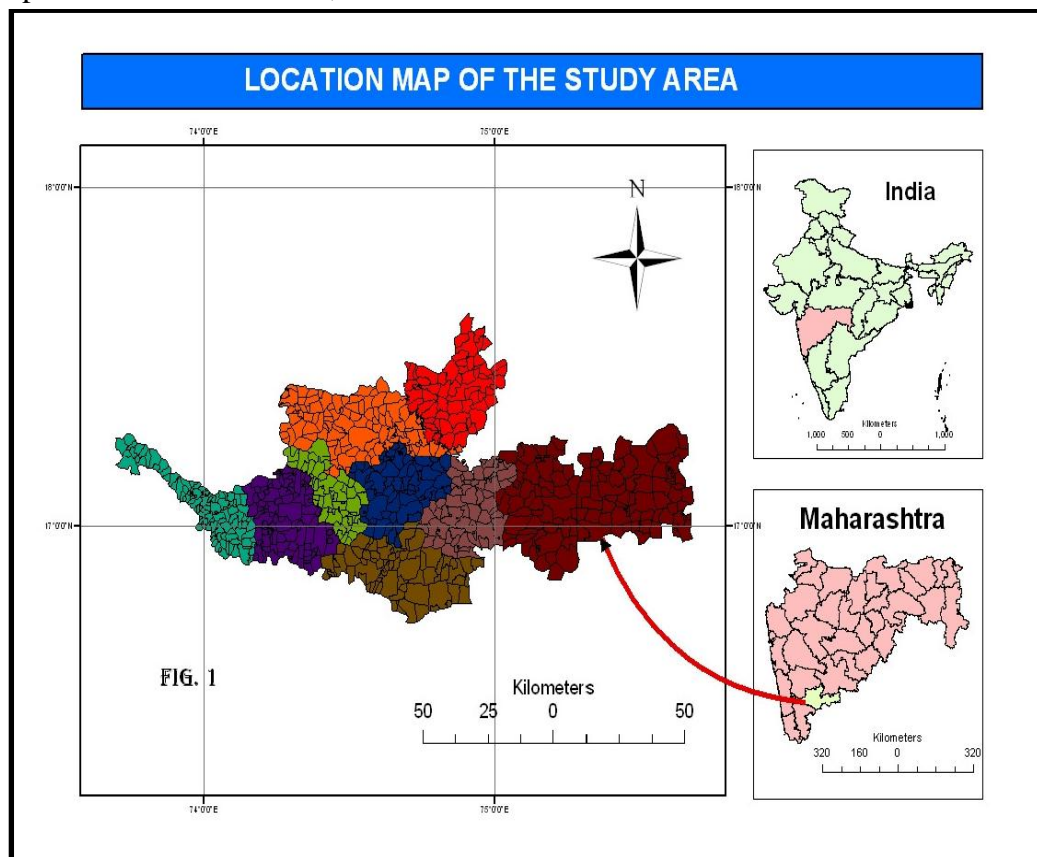 LOCATION MAP OF THE STUDY AREA
74°0'0"E
75°0'0"E
18°0'0"N
18°0'0"N
N
17°0'0"N
17°0'0"N
FIG. 1
Kilometers
50 25 0 50
74°0'0"E
75°0'0"E
India
Kilometers
1,000 500 0 1,000
Maharashtra
Kilometers
320 160 0 320